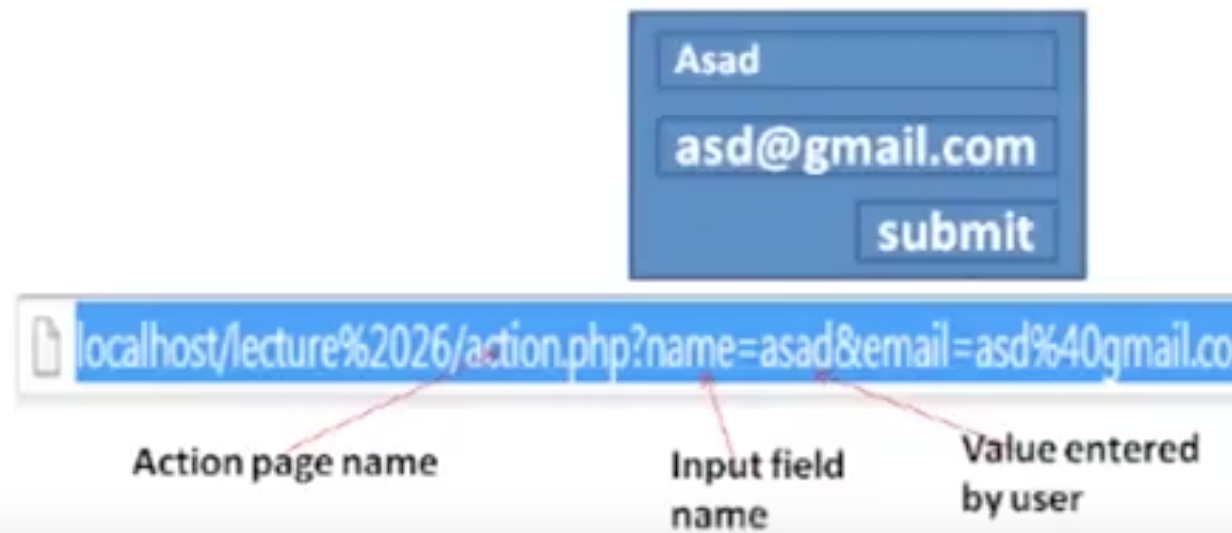 Asad
asd@gmail.com
submit
localhost/lecture%2026/action.php?name=asad&email=asd%40gmail.co
Action page name
Input field
name
Value entered
by user